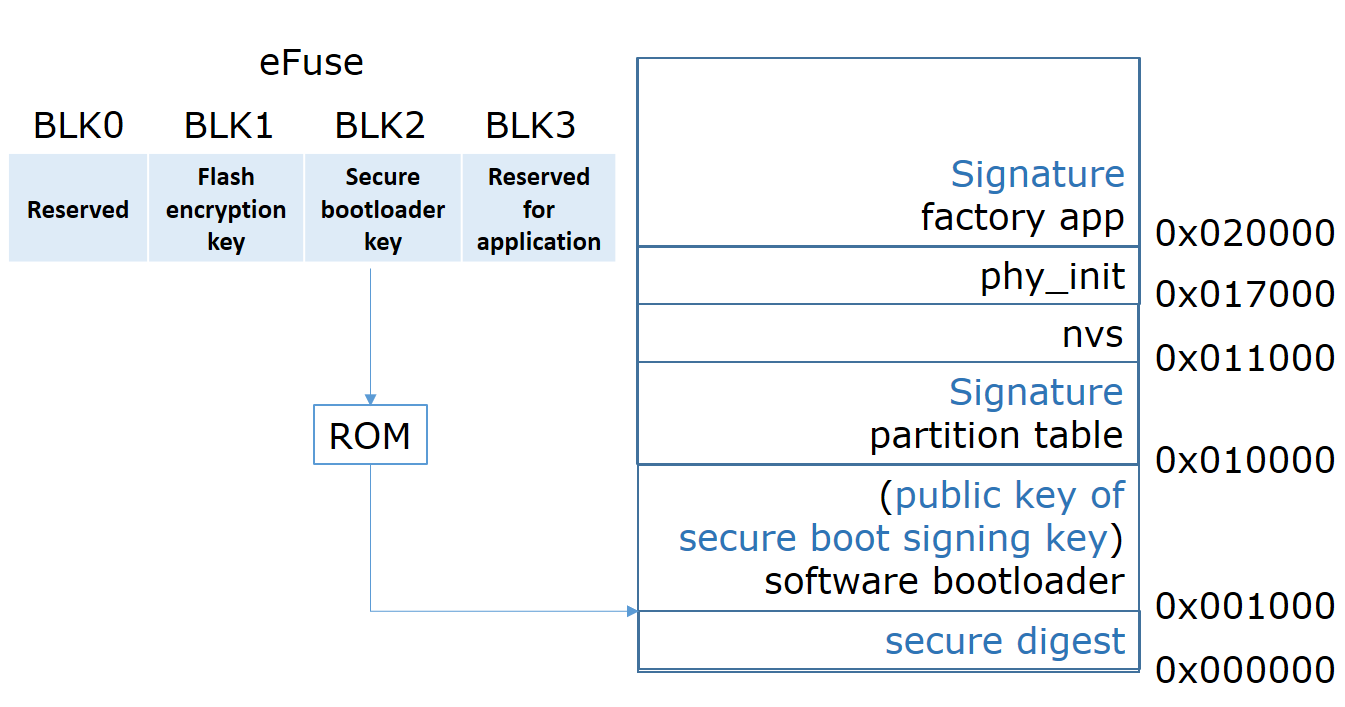 eFuse
BLK0 BLK1 BLK2 BLK3
Reserved
Flash
encryption
key
Secure
bootloader
key
Reserved
for
application
ROM
Signature
factory app
0x020000
phy_init
0x017000
nvs
0x011000
Signature
partition table
0x010000
(public key of
secure boot signing key)
software bootloader
0x001000
secure digest
0x000000